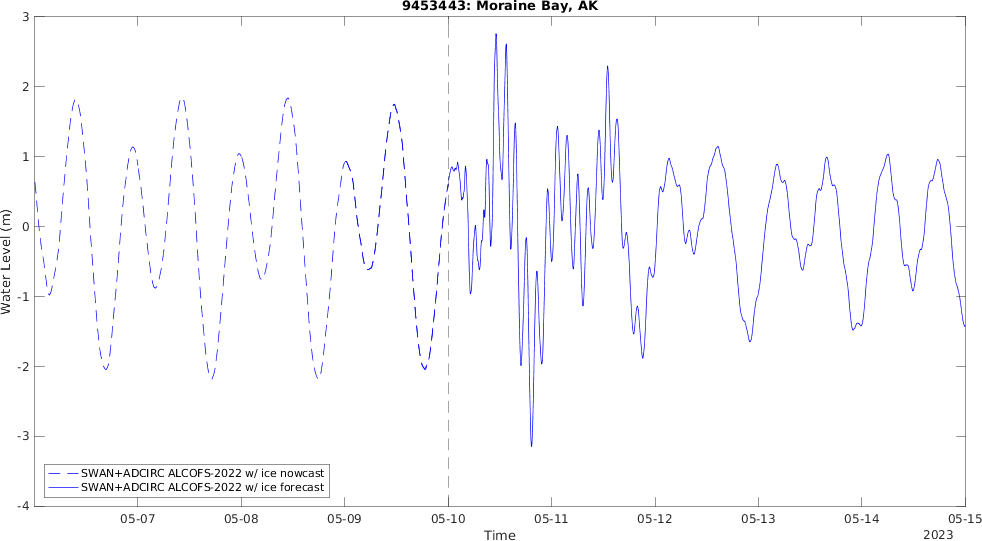 9453443: Moraine Bay, AK
Water Level (m)
3
2
1
0
-1
-2
-3
-4
SWAN+ADCIRC ALCOFS-2022 w/ ice nowcast
SWAN+ADCIRC ALCOFS-2022 w/ ice forecast
05-07 05-08 05-09 05-10 05-11 05-12 05-13 05-14 05-15
Time
2023